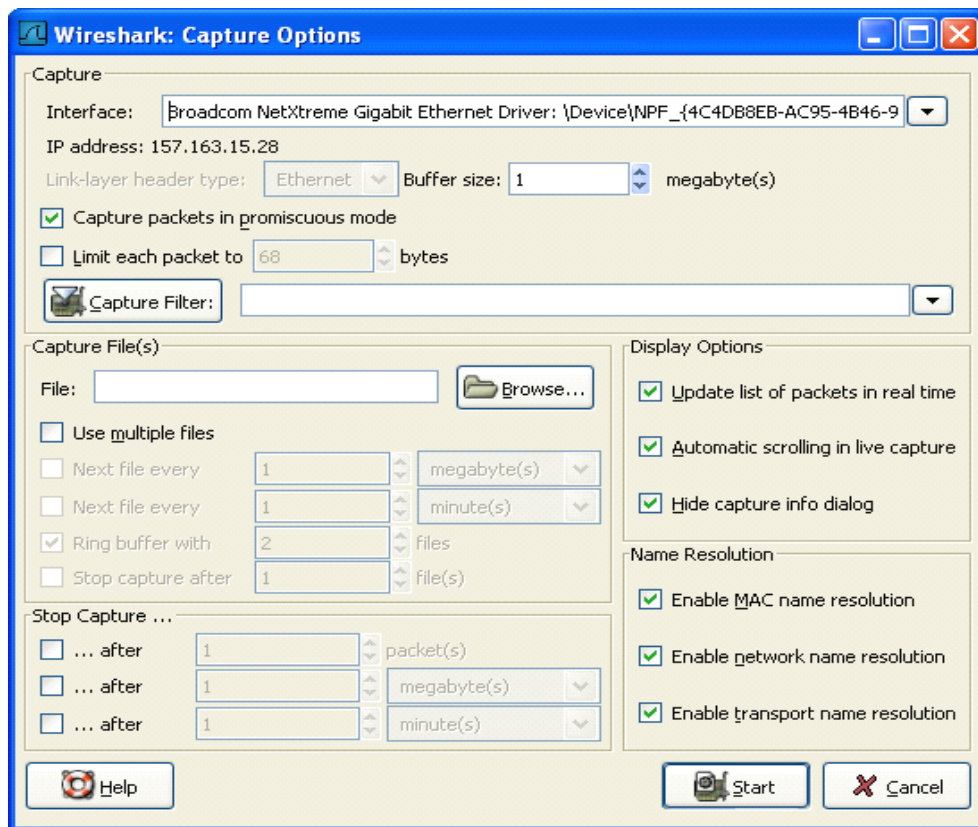 Wireshark: Capture Options
Capture
Interface: Broadcom NetXtreme Gigabit Ethernet Driver: \Device\NPF_{4C4DB8EB-AC95-4B46-9
IP address: 157.163.15.28
Link-layer header type: Ethernet Buffer size: 1 megabyte(s)
Capture packets in promiscuous mode
Limit each packet to 68 bytes
Capture Filter:
Capture File(s)
File: Browse...
Use multiple files
Next file every 1 megabyte(s)
Next file every 1 minute(s)
Ring buffer with 2 files
Stop capture after 1 file(s)
Stop Capture ...
... after 1 packet(s)
... after 1 megabyte(s)
... after 1 minute(s)
Display Options
Update list of packets in real time
Automatic scrolling in live capture
Hide capture info dialog
Name Resolution
Enable MAC name resolution
Enable network name resolution
Enable transport name resolution
Help Start Cancel